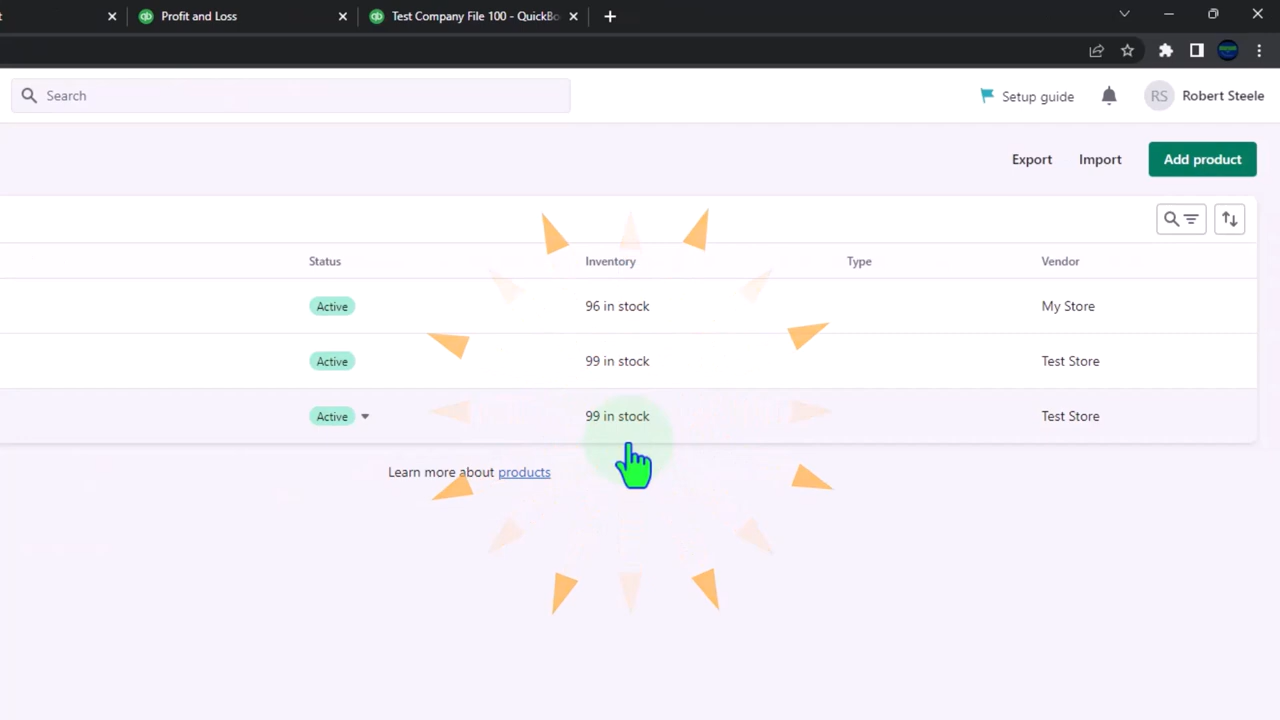 t
Profit and Loss
Test Company File 100 - QuickBo
Search
Setup guide
RS
Robert Steele
Export
Import
Add product
Status
Inventory
Type
Vendor
Active
96 in stock
My Store
Active
99 in stock
Test Store
Active
99 in stock
Test Store
Learn more about products